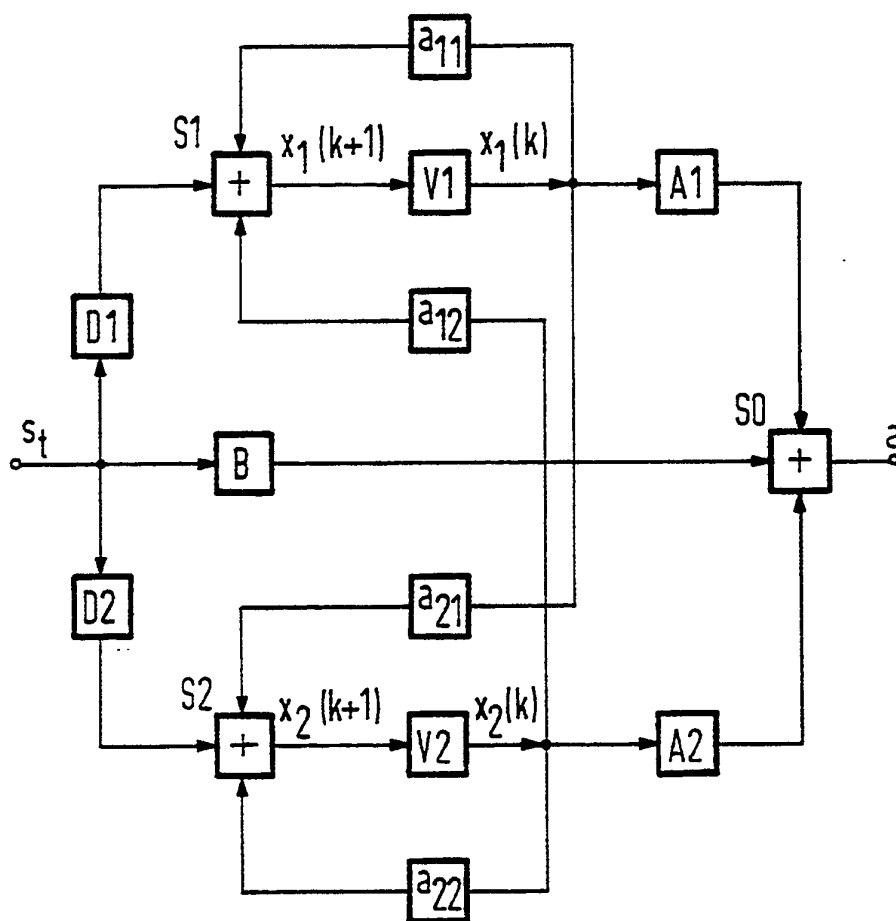 a11
S1
x1(k+1)
x1(k)
+
V1
A1
D1
a12
S0
st
B
+
D2
a21
S2
x2(k+1)
x2(k)
+
V2
A2
a22